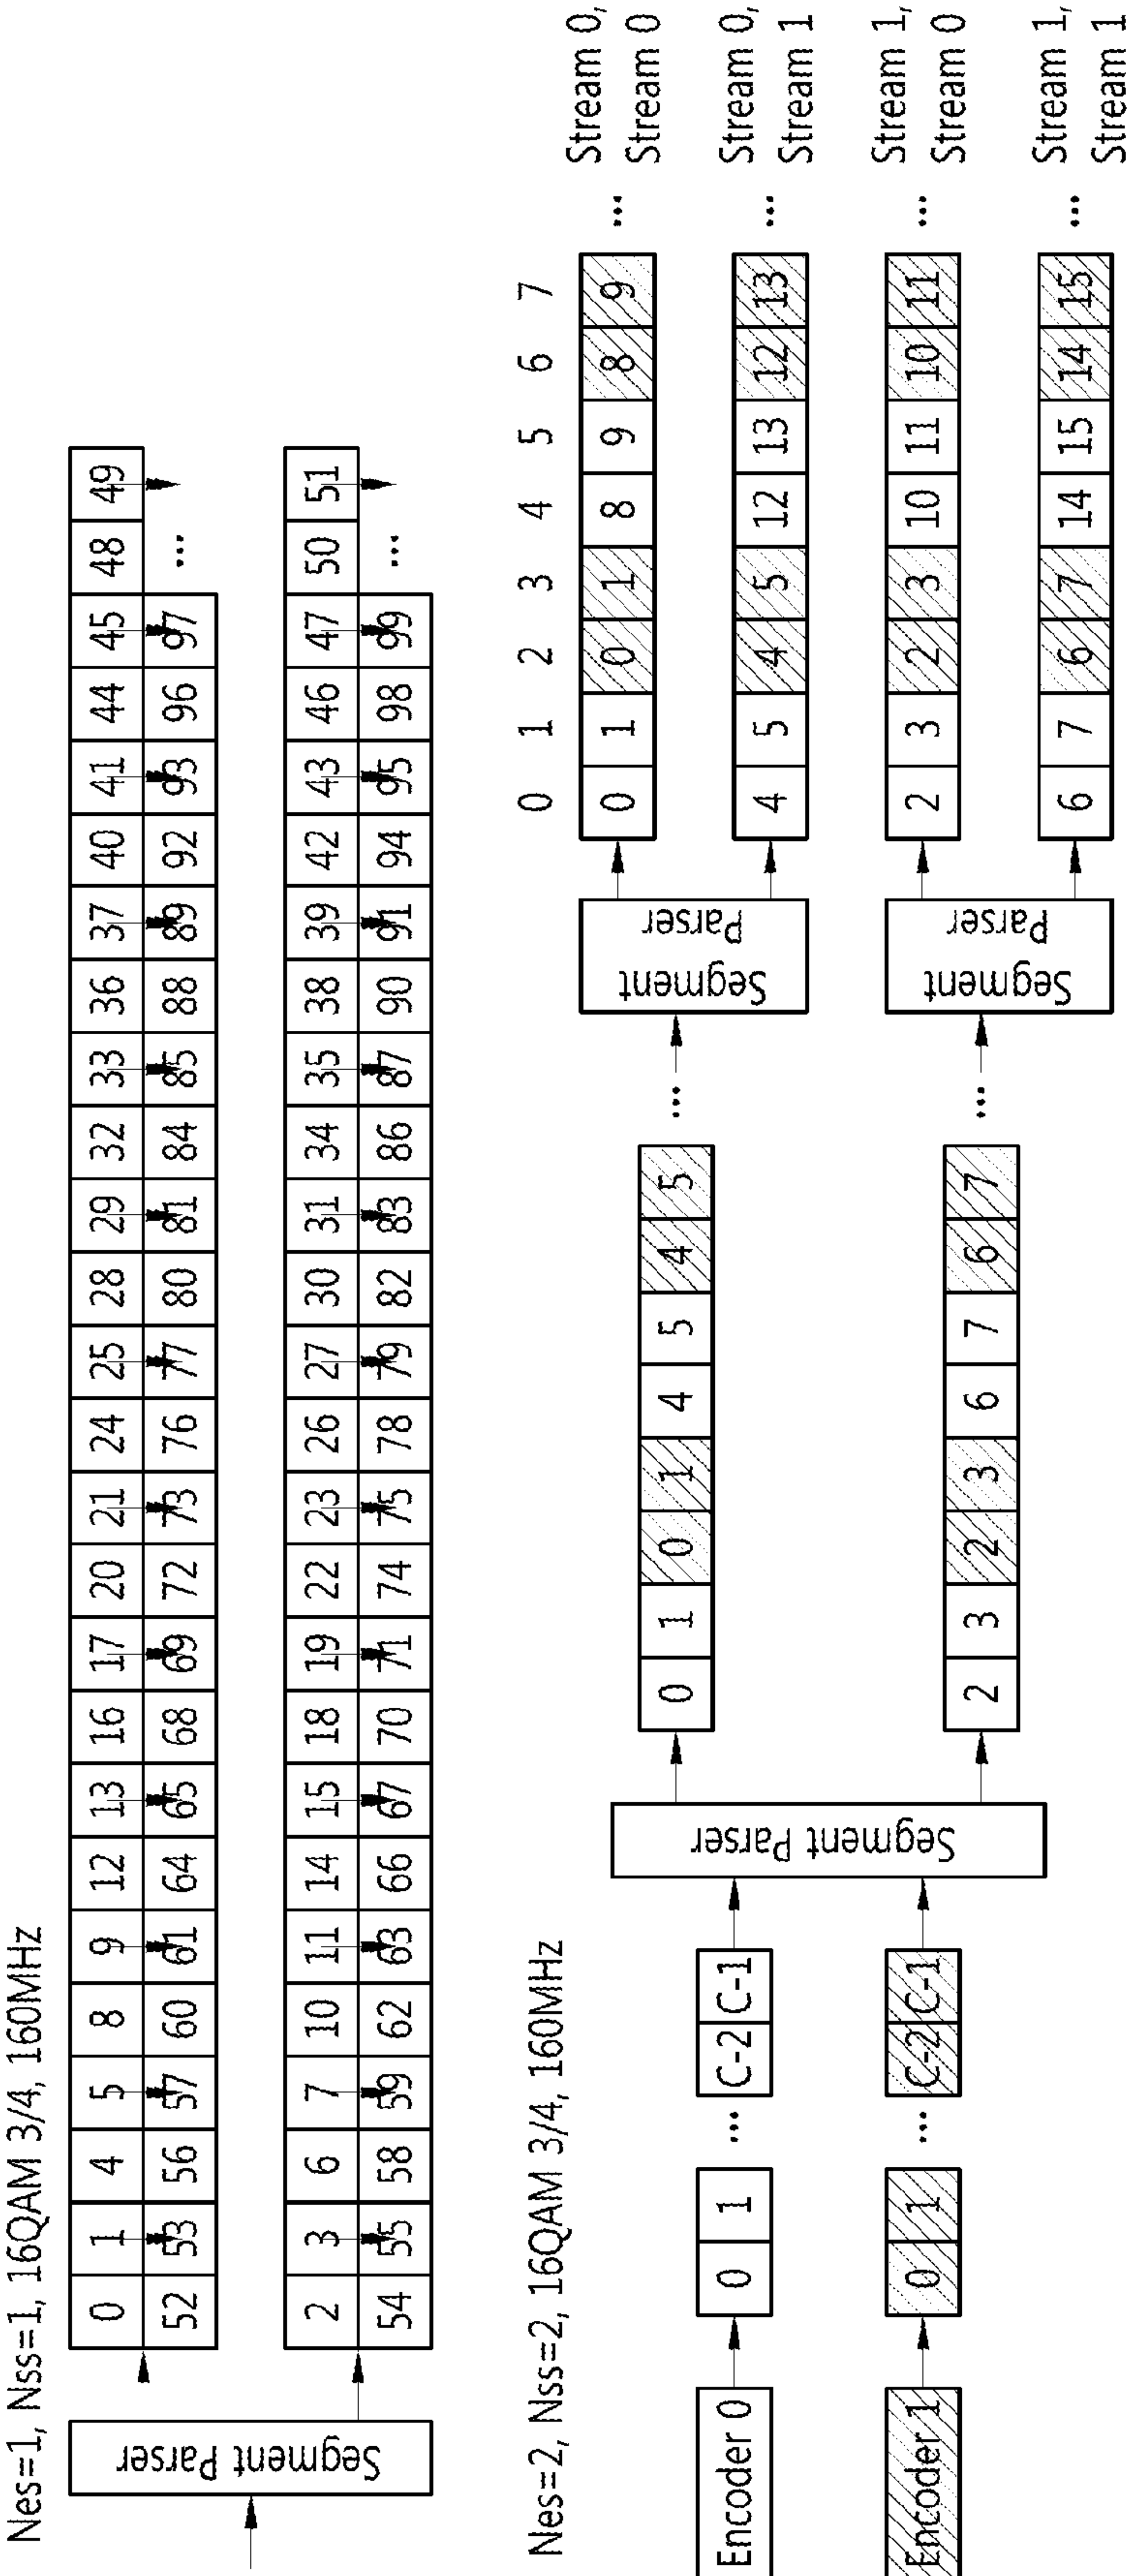 Nes=1, Nss=1, 16QAM 3/4, 160MHz
Segment Parser
0 1 4 5 8 9 12 13 16 17 20 21 24 25 28 29 32 33 36 37 40 41 44 45 48 49
52 53 56 57 60 61 64 65 68 69 72 73 76 77 80 81 84 85 88 89 92 93 96 97 ...
2 3 6 7 10 11 14 15 18 19 22 23 26 27 30 31 34 35 38 39 42 43 46 47 50 51
54 55 58 59 62 63 66 67 70 71 74 75 78 79 82 83 86 87 90 91 94 95 98 99 ...
Nes=2, Nss=2, 16QAM 3/4, 160MHz
Encoder 0
0 1 ... C-2 C-1
Encoder 1
0 1 ... C-2 C-1
Segment Parser
0 1 0 1 4 5 4 5 ...
2 3 2 3 6 7 6 7 ...
Segment
Parser
Segment
Parser
0 1 2 3 4 5 6 7
0 1 0 1 8 9 8 9 ...
Stream 0,
Stream 0
4 5 4 5 12 13 12 13 ...
Stream 0,
Stream 1
2 3 2 3 10 11 10 11 ...
Stream 1,
Stream 0
6 7 6 7 14 15 14 15 ...
Stream 1,
Stream 1